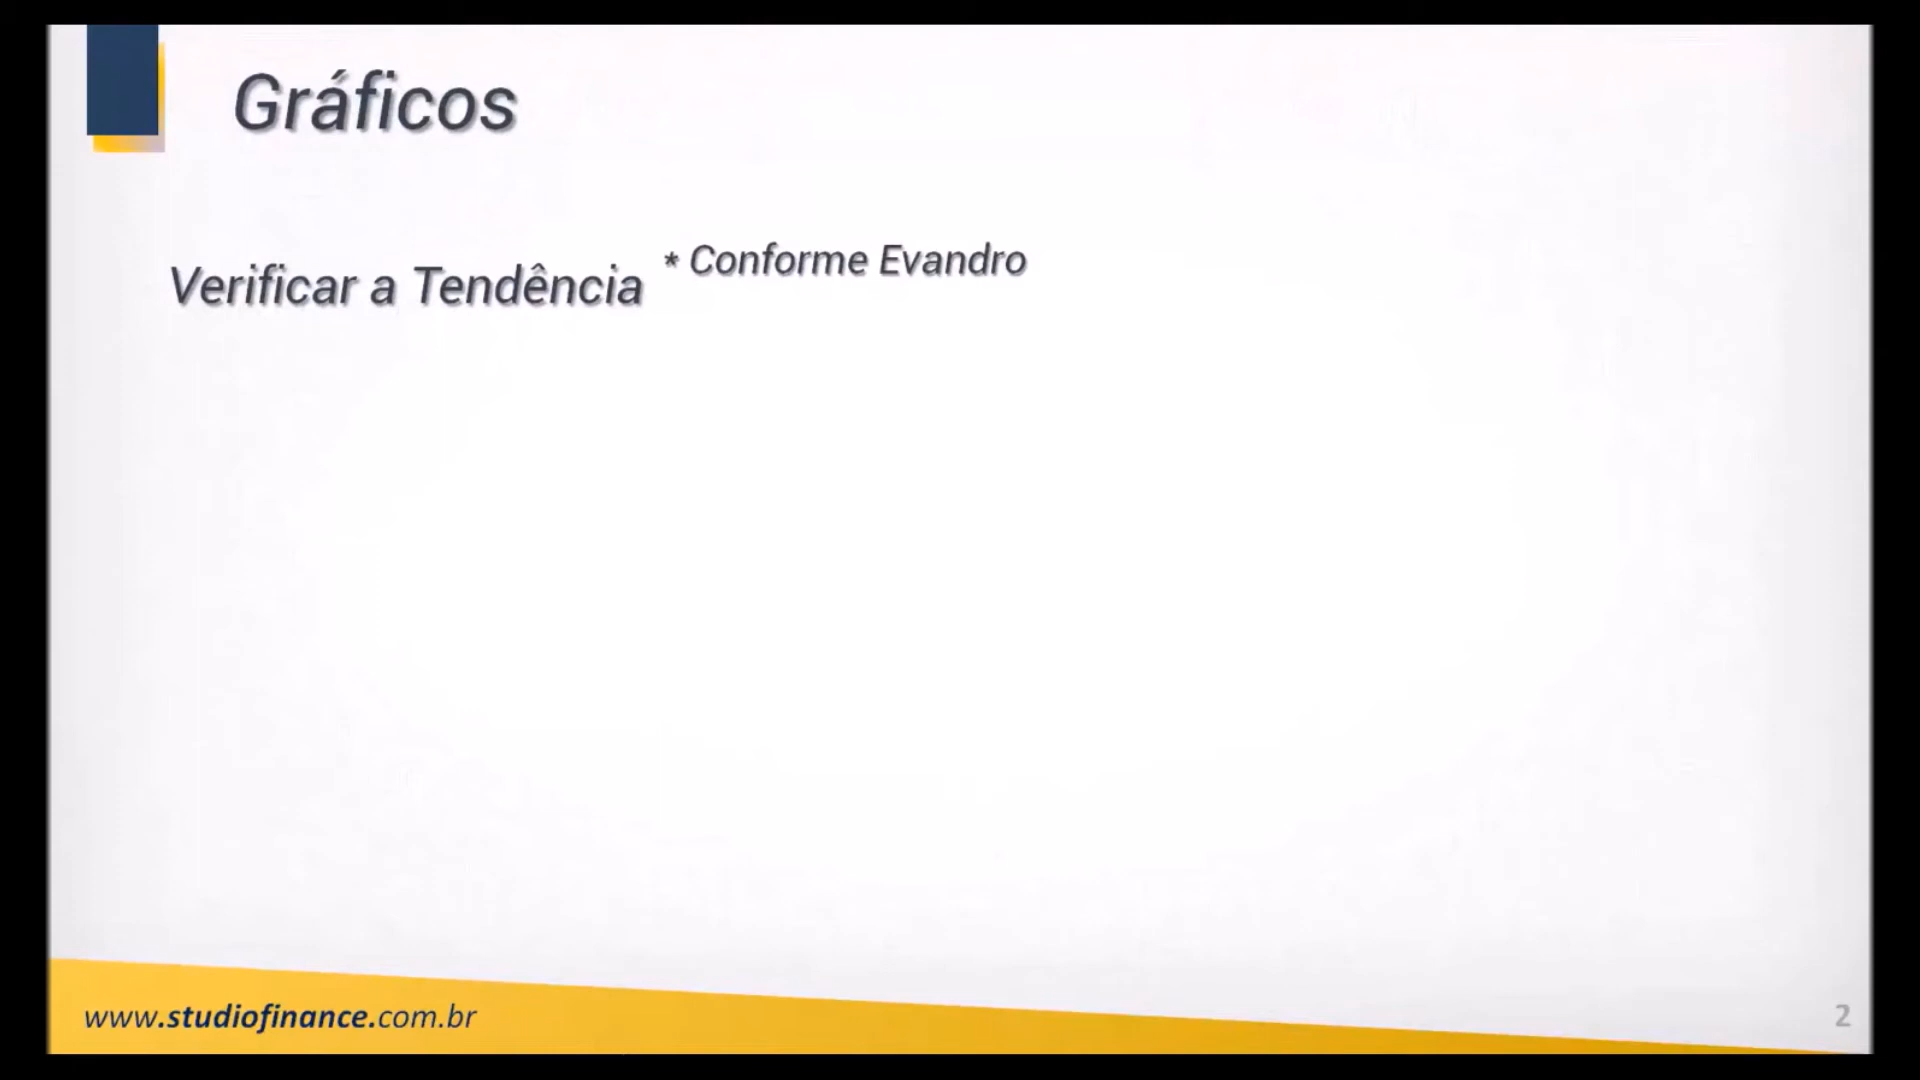 Gráficos
Verificar a Tendência * Conforme Evandro
www.studiofinance.com.br
2